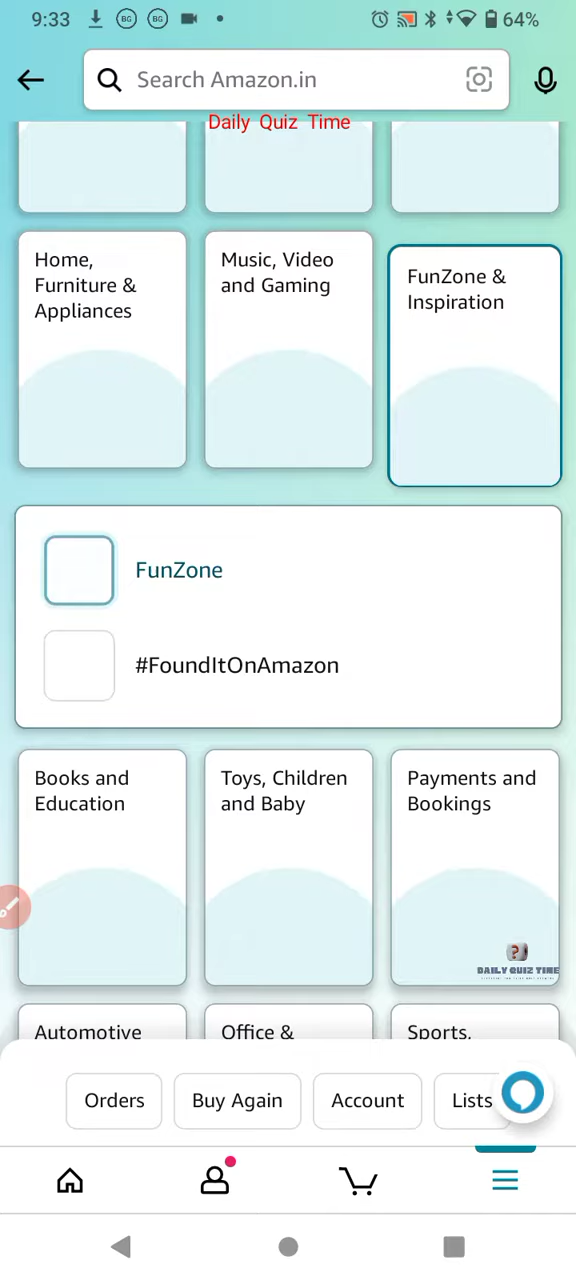 9:33
BG BG
64%
Search Amazon.in
Daily Quiz Time
Home,
Furniture &
Appliances
Music, Video
and Gaming
FunZone &
Inspiration
FunZone
#FoundItOnAmazon
Books and
Education
Toys, Children
and Baby
Payments and
Bookings
DAILY QUIZ TIME
Automotive
Office &
Sports,
Orders
Buy Again
Account
Lists